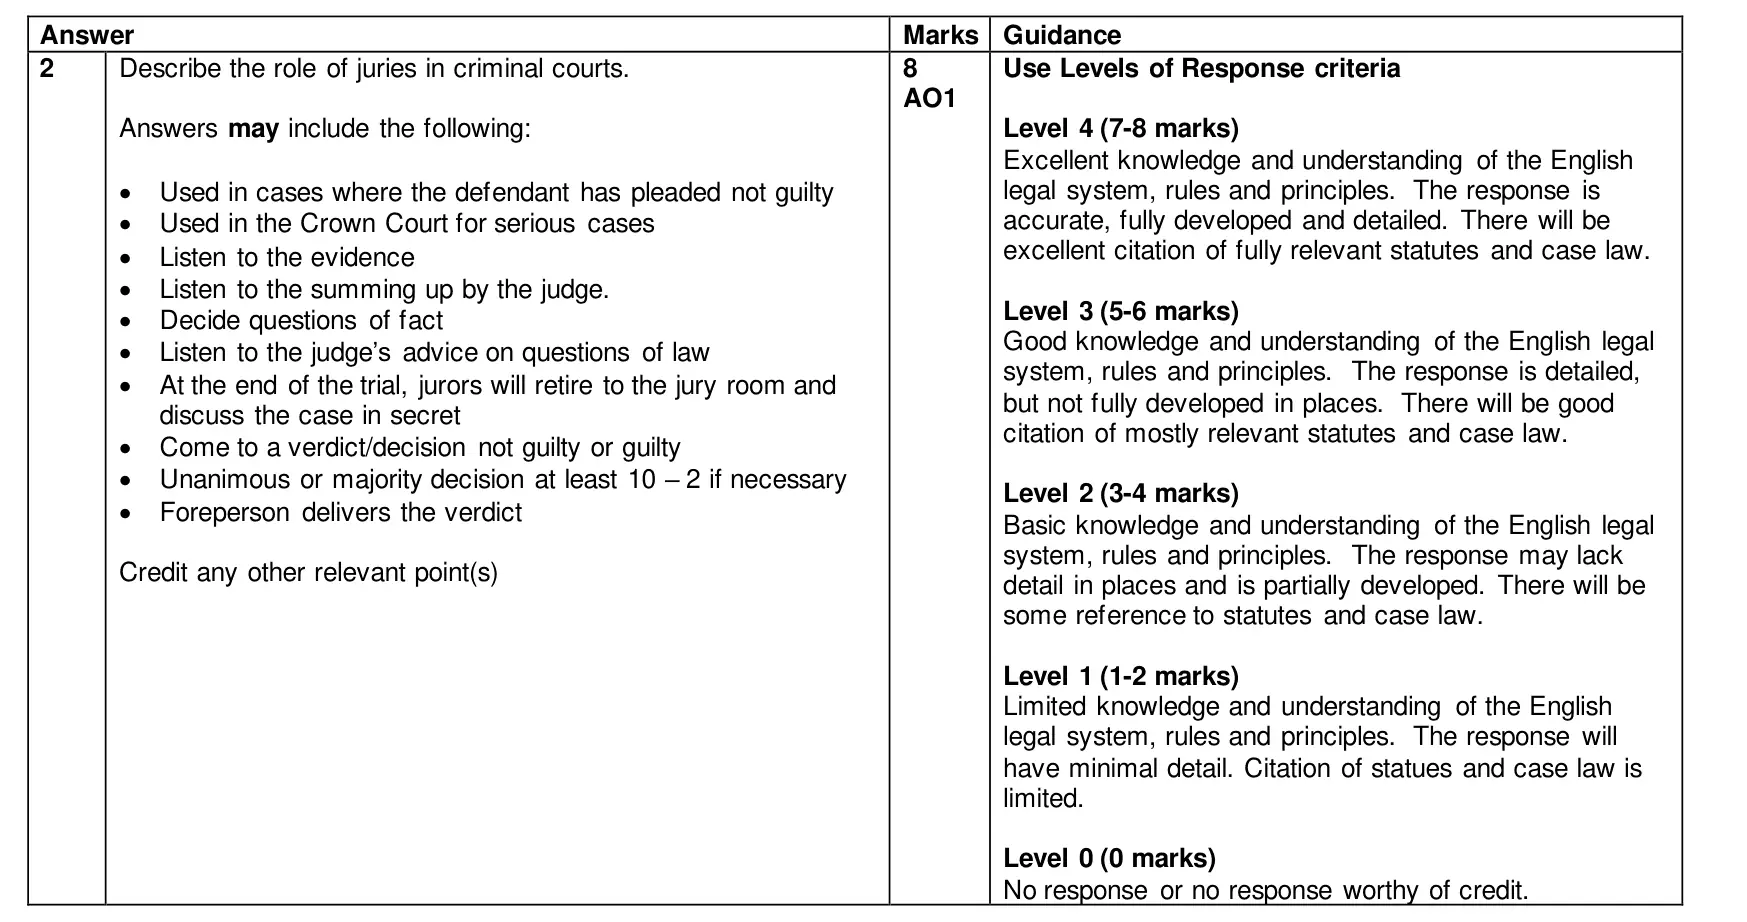 Answer
Marks
Guidance
2
Describe the role of juries in criminal courts.
Answers may include the following:
• Used in cases where the defendant has pleaded not guilty
• Used in the Crown Court for serious cases
• Listen to the evidence
• Listen to the summing up by the judge.
• Decide questions of fact
• Listen to the judge's advice on questions of law
• At the end of the trial, jurors will retire to the jury room and
discuss the case in secret
• Come to a verdict/decision not guilty or guilty
• Unanimous or majority decision at least 10 – 2 if necessary
• Foreperson delivers the verdict
Credit any other relevant point(s)
8
AO1
Use Levels of Response criteria
Level 4 (7-8 marks)
Excellent knowledge and understanding of the English
legal system, rules and principles. The response is
accurate, fully developed and detailed. There will be
excellent citation of fully relevant statutes and case law.
Level 3 (5-6 marks)
Good knowledge and understanding of the English legal
system, rules and principles. The response is detailed,
but not fully developed in places. There will be good
citation of mostly relevant statutes and case law.
Level 2 (3-4 marks)
Basic knowledge and understanding of the English legal
system, rules and principles. The response may lack
detail in places and is partially developed. There will be
some reference to statutes and case law.
Level 1 (1-2 marks)
Limited knowledge and understanding of the English
legal system, rules and principles. The response will
have minimal detail. Citation of statues and case law is
limited.
Level 0 (0 marks)
No response or no response worthy of credit.